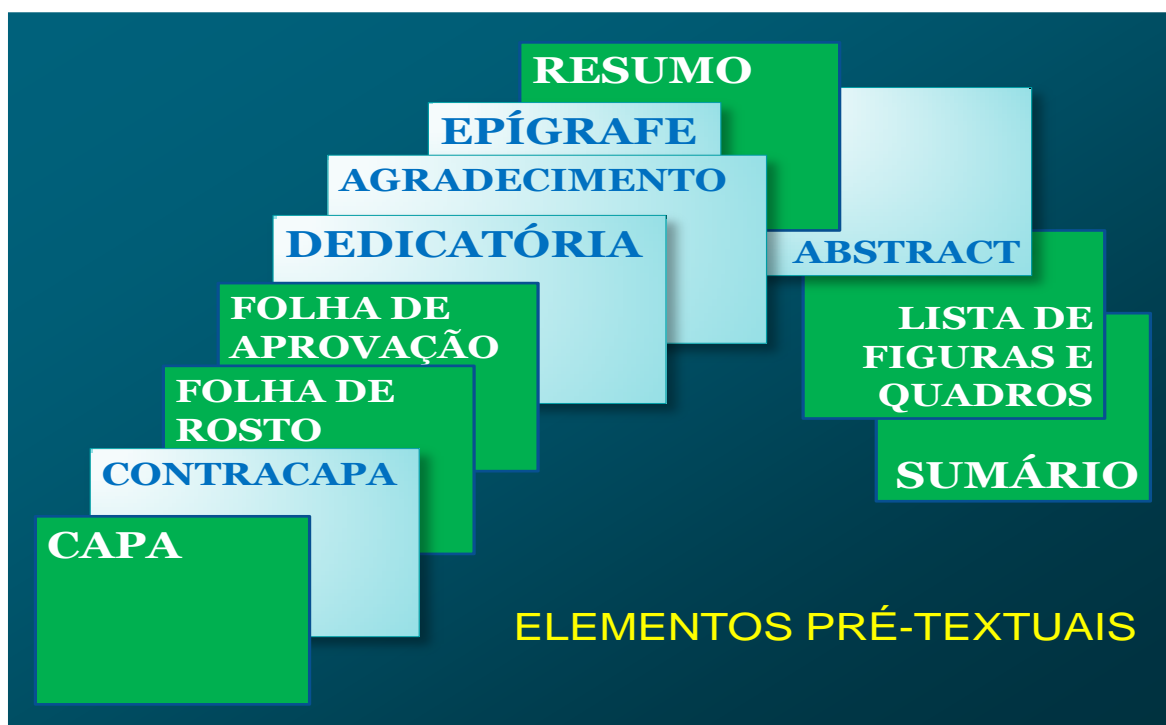 RESUMO
EPÍGRAFE
AGRADECIMENTO
DEDICATÓRIA
ABSTRACT
FOLHA DE
APROVAÇÃO
LISTA DE
FIGURAS E
QUADROS
FOLHA DE
ROSTO
CONTRACAPA
SUMÁRIO
CAPA
ELEMENTOS PRÉ-TEXTUAIS